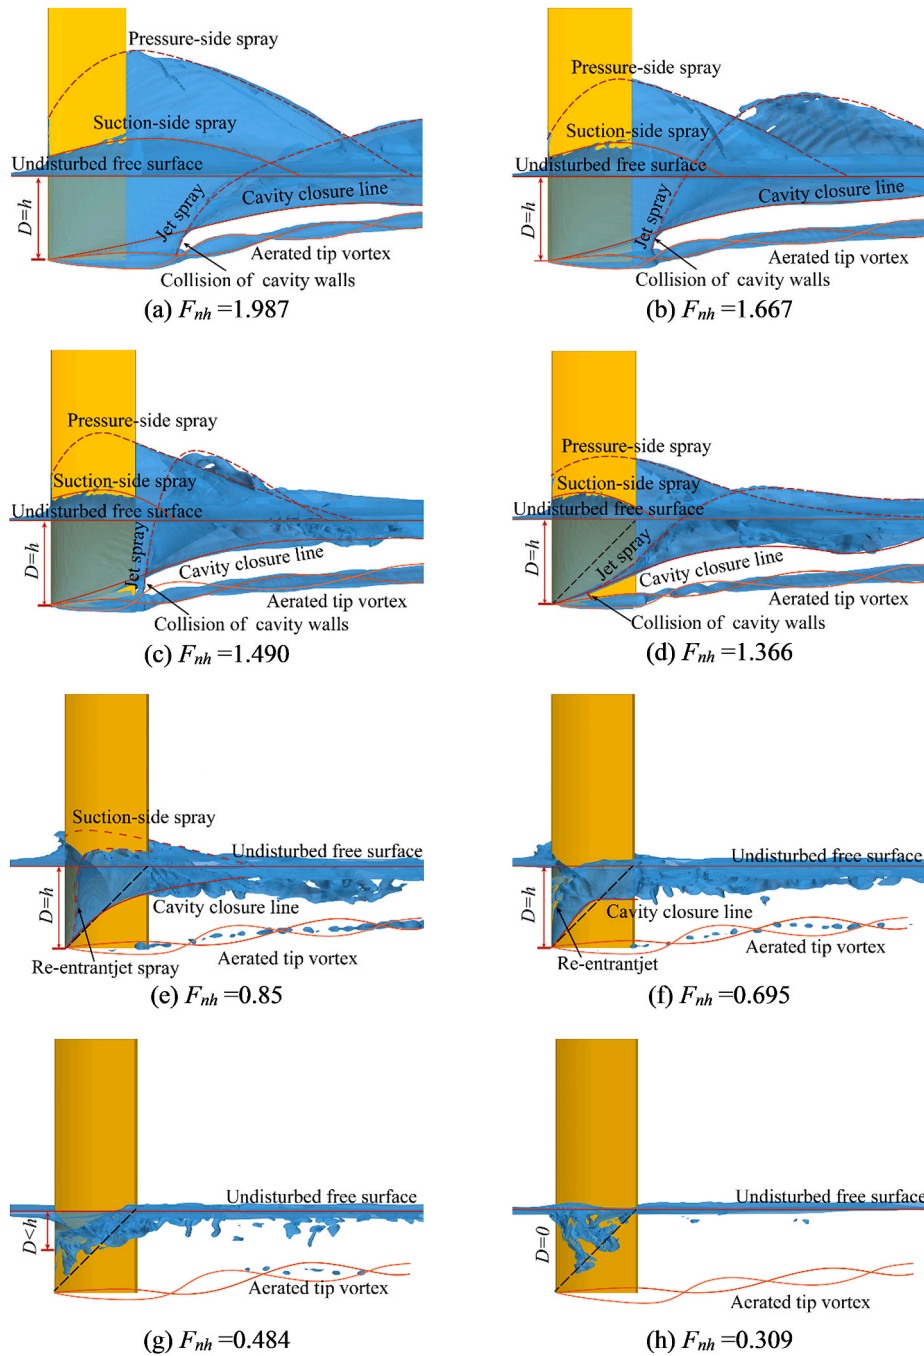 Pressure-side spray
Suction-side spray
Undisturbed free surface
D=h
Jet spray
Cavity closure line
Aerated tip vortex
Collision of cavity walls
(a) Fnh =1.987
Pressure-side spray
Suction-side spray
Undisturbed free surface
D=h
Jet spray
Cavity closure line
Aerated tip vortex
Collision of cavity walls
(b) Fnh =1.667
Pressure-side spray
Suction-side spray
Undisturbed free surface
D=h
Jet spray
Cavity closure line
Aerated tip vortex
Collision of cavity walls
(c) Fnh =1.490
Pressure-side spray
Suction-side spray
Undisturbed free surface
D=h
Jet spray
Cavity closure line
Aerated tip vortex
Collision of cavity walls
(d) Fnh =1.366
Suction-side spray
Undisturbed free surface
D=h
Cavity closure line
Aerated tip vortex
Re-entrantjet spray
(e) Fnh =0.85
Undisturbed free surface
D=h
Cavity closure line
Aerated tip vortex
Re-entrantjet
(f) Fnh =0.695
Undisturbed free surface
D<h
Aerated tip vortex
(g) Fnh =0.484
Undisturbed free surface
D=0
Aerated tip vortex
(h) Fnh =0.309